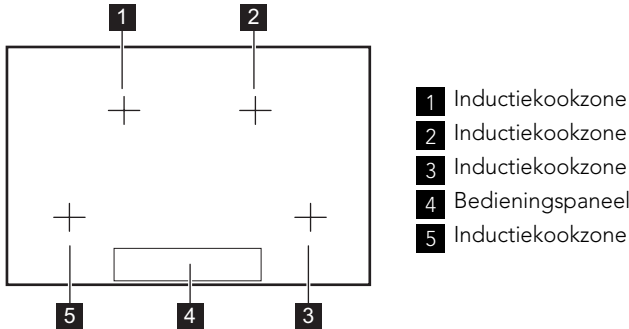 1 2
1 Inductiekookzone
2 Inductiekookzone
3 Inductiekookzone
4 Bedieningspaneel
5 Inductiekookzone
5 4 3